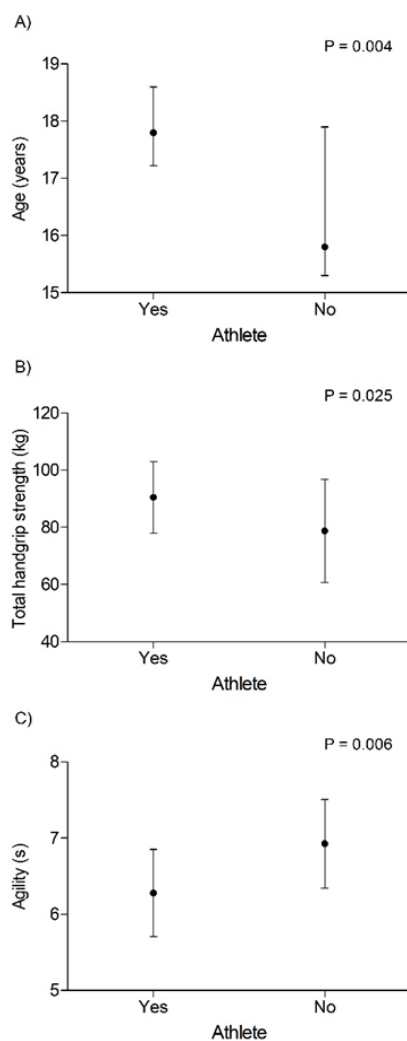 A)
P = 0.004
19
18
17
16
15
Age (years)
Yes
No
Athlete
B)
P = 0.025
120
100
80
60
40
Total handgrip strength (kg)
Yes
No
Athlete
C)
P = 0.006
8
7
6
5
Agility (s)
Yes
No
Athlete